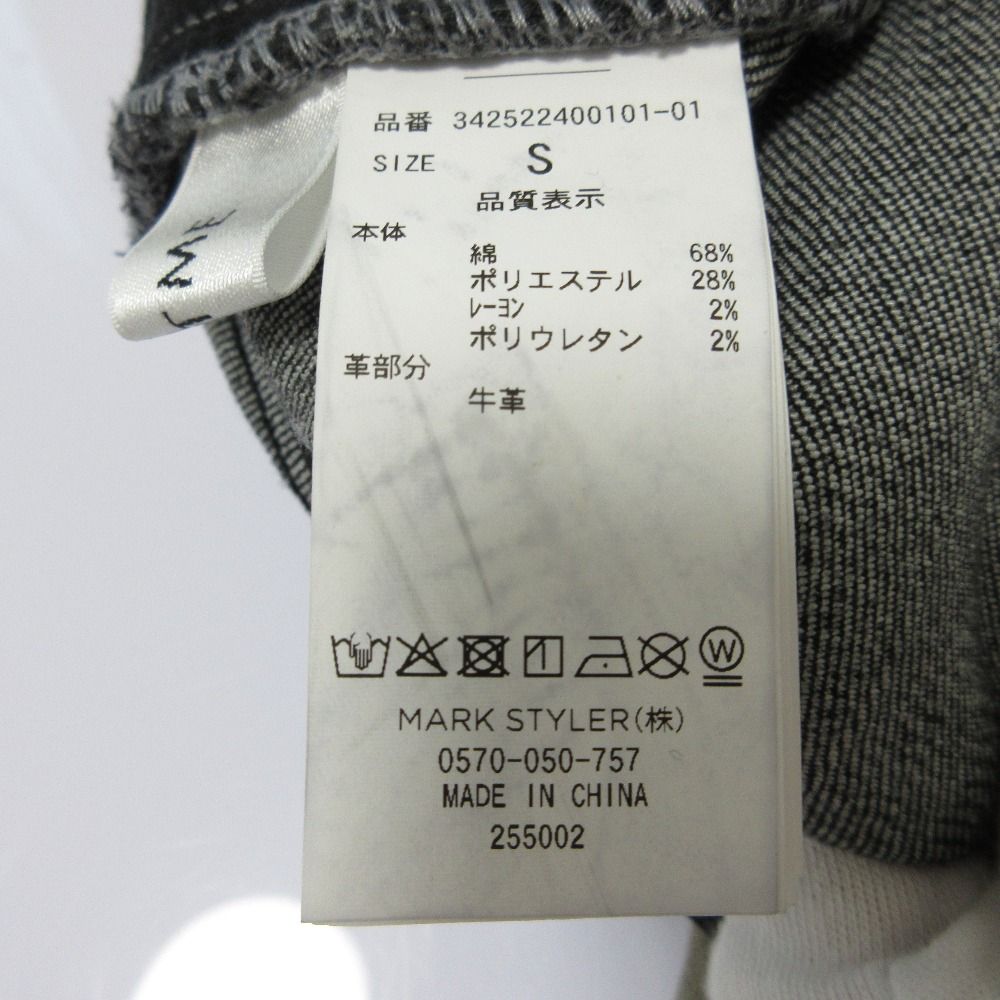 品番 342522400101-01
SIZE S
品質表示
本体
綿 68%
ポリエステル 28%
レーヨン 2%
ポリウレタン 2%
革部分
牛革
W
MARK STYLER(株)
0570-050-757
MADE IN CHINA
255002